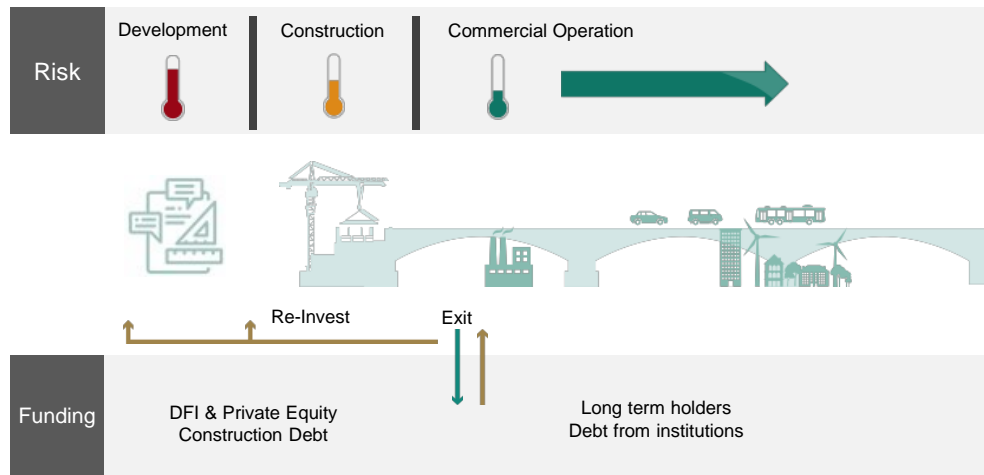 Risk
Development
Construction
Commercial Operation
Re-Invest
Exit
Funding
DFI & Private Equity
Construction Debt
Long term holders
Debt from institutions